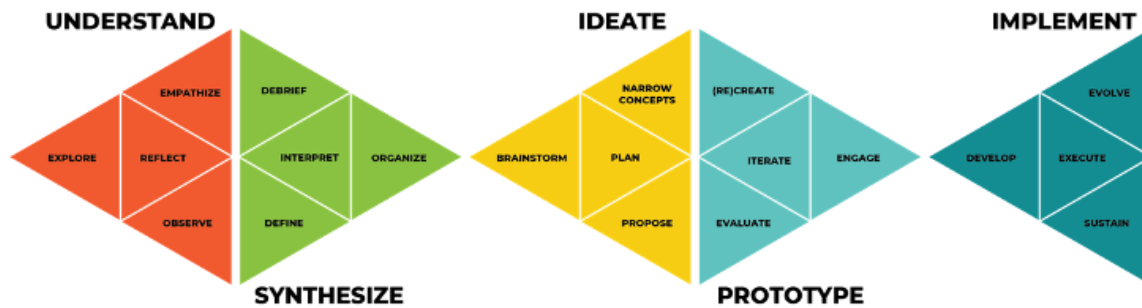 UNDERSTAND
EMPATHIZE
EXPLORE
REFLECT
OBSERVE
DEBRIEF
INTERPRET
ORGANIZE
DEFINE
SYNTHESIZE
IDEATE
NARROW
CONCEPTS
BRAINSTORM
PLAN
PROPOSE
(RE)CREATE
ITERATE
ENGAGE
EVALUATE
PROTOTYPE
IMPLEMENT
EVOLVE
DEVELOP
EXECUTE
SUSTAIN